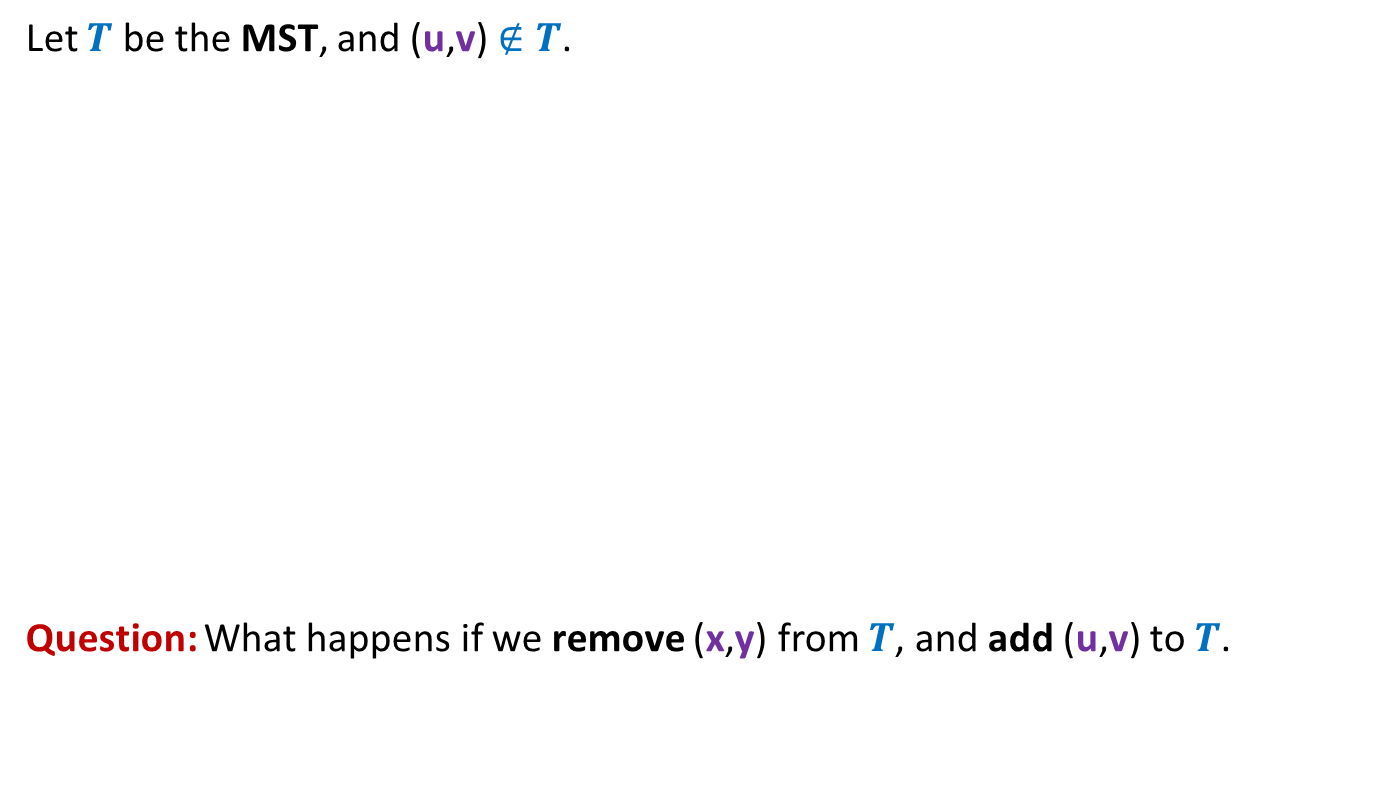 Let T be the MST, and (u,v) ∉ T.
Question: What happens if we remove (x,y) from T, and add (u,v) to T.